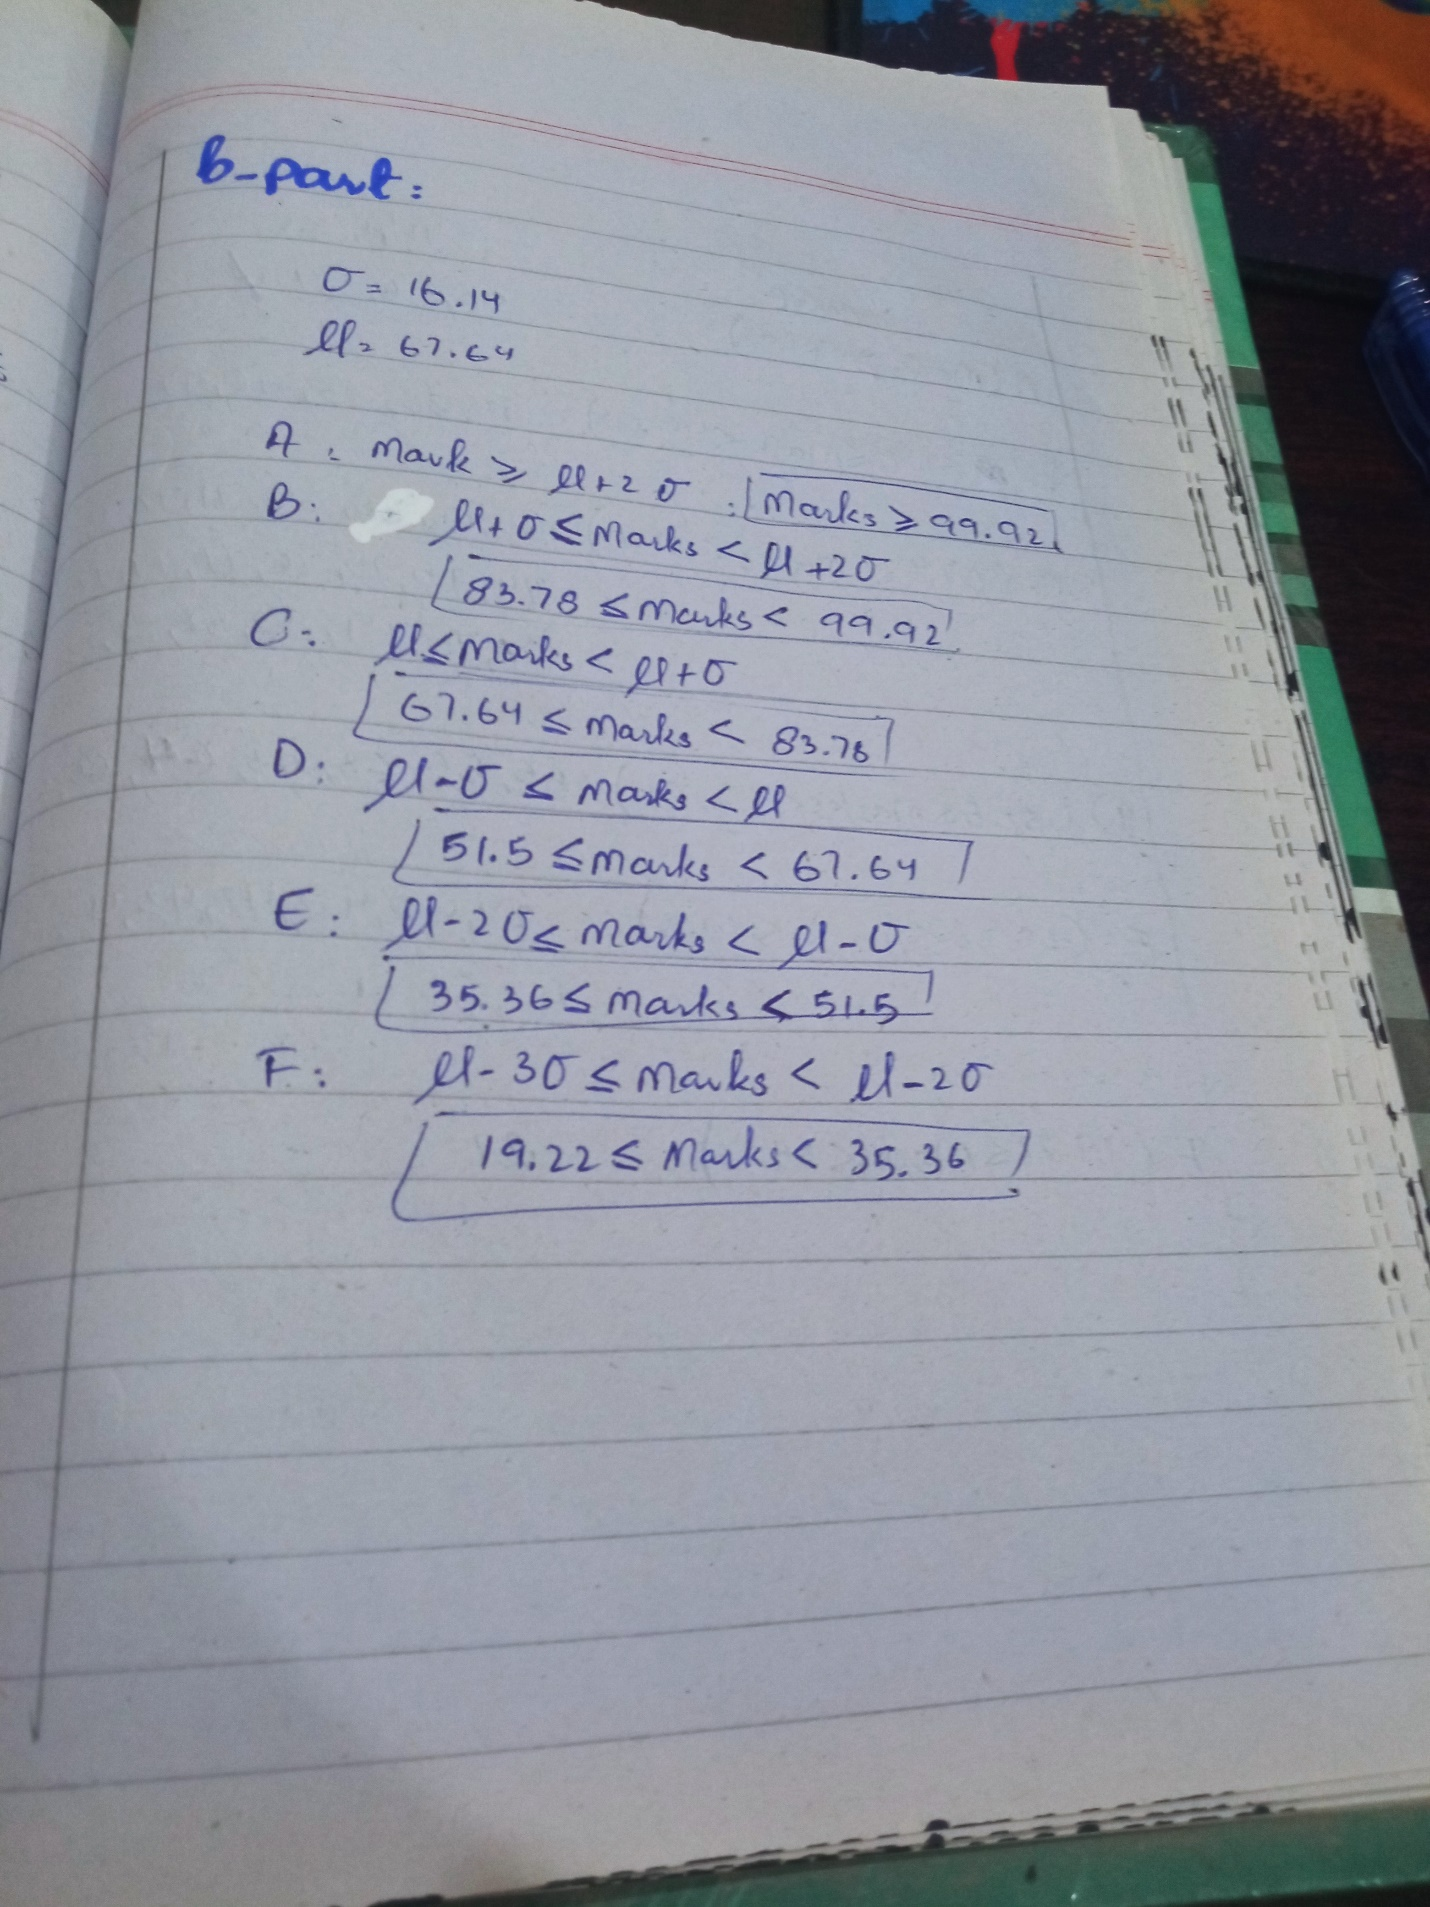 b-part:
σ = 16.14
μ = 67.64
A: Mark ≥ μ+2σ : Marks ≥ 99.92
B: μ+σ ≤ Marks < μ+2σ
83.78 ≤ Marks < 99.92
C: μ ≤ Marks < μ+σ
67.64 ≤ Marks < 83.78
D: μ-σ ≤ Marks < μ
51.5 ≤ Marks < 67.64
E: μ-2σ ≤ Marks < μ-σ
35.36 ≤ Marks < 51.5
F: μ-3σ ≤ Marks < μ-2σ
19.22 ≤ Marks < 35.36